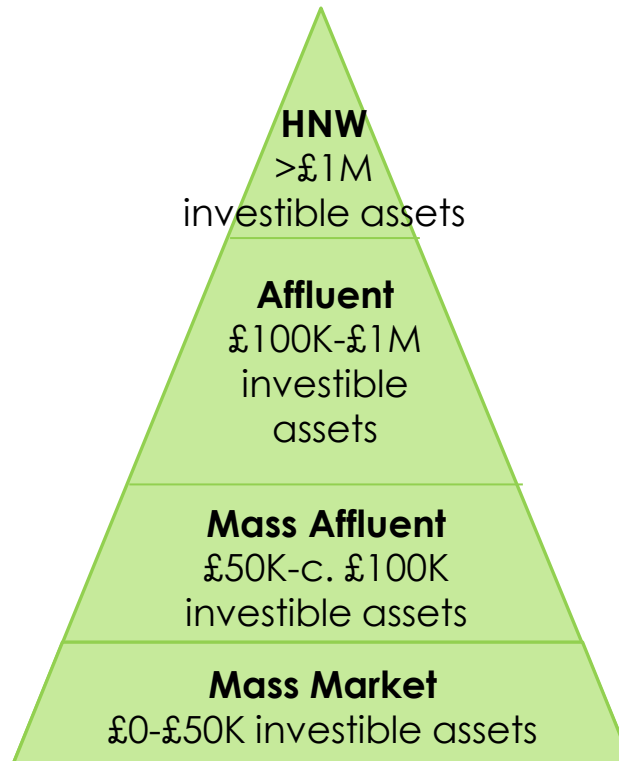 HNW
>£1M
investible assets
Affluent
£100K-£1M
investible
assets
Mass Affluent
£50K-c. £100K
investible assets
Mass Market
£0-£50K investible assets